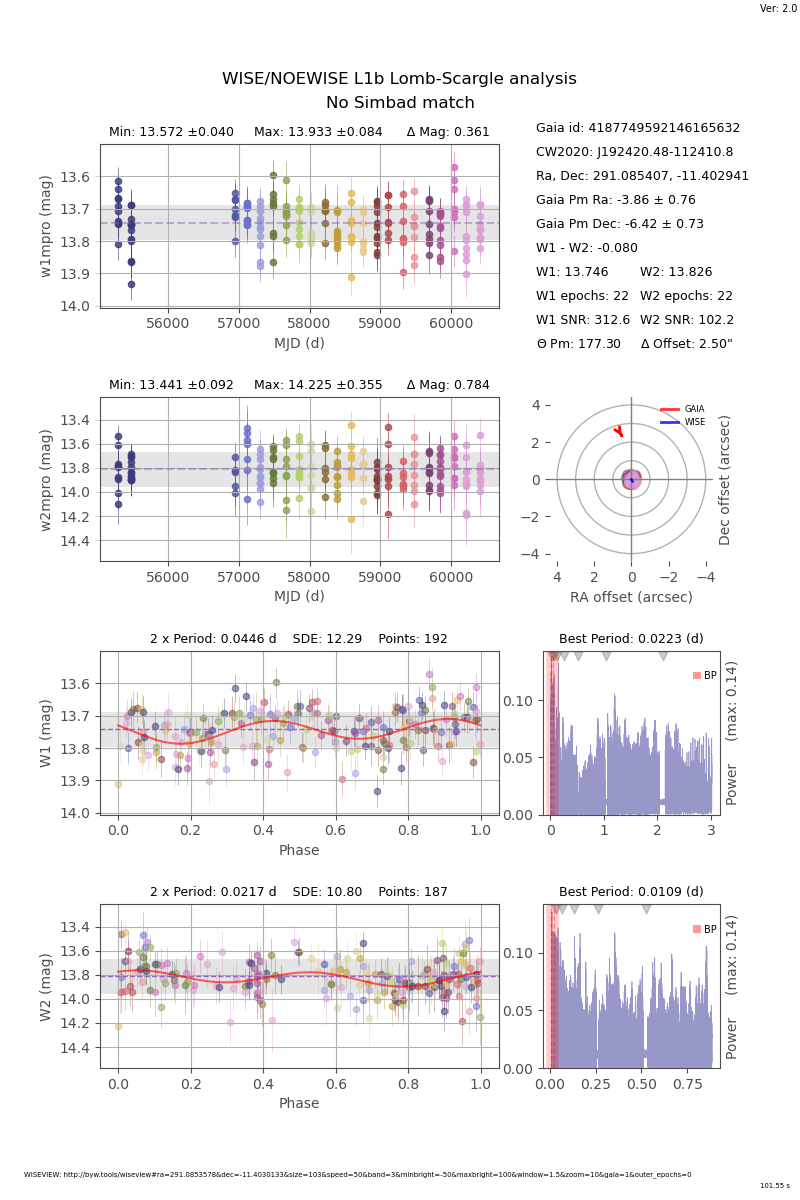 Ver: 2.0
WISE/NOEWISE L1b Lomb-Scargle analysis
No Simbad match
Min: 13.572 ±0.040 Max: 13.933 ±0.084 Δ Mag: 0.361
13.6
13.7
13.8
13.9
14.0
w1mpro (mag)
56000 57000 58000 59000 60000
MJD (d)
Gaia id: 4187749592146165632
CW2020: J192420.48-112410.8
Ra, Dec: 291.085407, -11.402941
Gaia Pm Ra: -3.86 ± 0.76
Gaia Pm Dec: -6.42 ± 0.73
W1 - W2: -0.080
W1: 13.746 W2: 13.826
W1 epochs: 22 W2 epochs: 22
W1 SNR: 312.6 W2 SNR: 102.2
Θ Pm: 177.30 Δ Offset: 2.50"
Min: 13.441 ±0.092 Max: 14.225 ±0.355 Δ Mag: 0.784
13.4
13.6
13.8
14.0
14.2
14.4
w2mpro (mag)
56000 57000 58000 59000 60000
MJD (d)
GAIA
WISE
4
2
0
−2
−4
Dec offset (arcsec)
4 2 0 −2 −4
RA offset (arcsec)
2 x Period: 0.0446 d SDE: 12.29 Points: 192
13.6
13.7
13.8
13.9
14.0
W1 (mag)
0.0 0.2 0.4 0.6 0.8 1.0
Phase
Best Period: 0.0223 (d)
BP
0.10
0.05
0.00
Power (max: 0.14)
0 1 2 3
2 x Period: 0.0217 d SDE: 10.80 Points: 187
13.4
13.6
13.8
14.0
14.2
14.4
W2 (mag)
0.0 0.2 0.4 0.6 0.8 1.0
Phase
Best Period: 0.0109 (d)
BP
0.10
0.05
0.00
Power (max: 0.14)
0.00 0.25 0.50 0.75
WISEVIEW: http://byw.tools/wiseview#ra=291.0853578&dec=-11.4030133&size=103&speed=50&band=3&minbright=-50&maxbright=100&window=1.5&zoom=10&gaia=1&outer_epochs=0
101.55 s